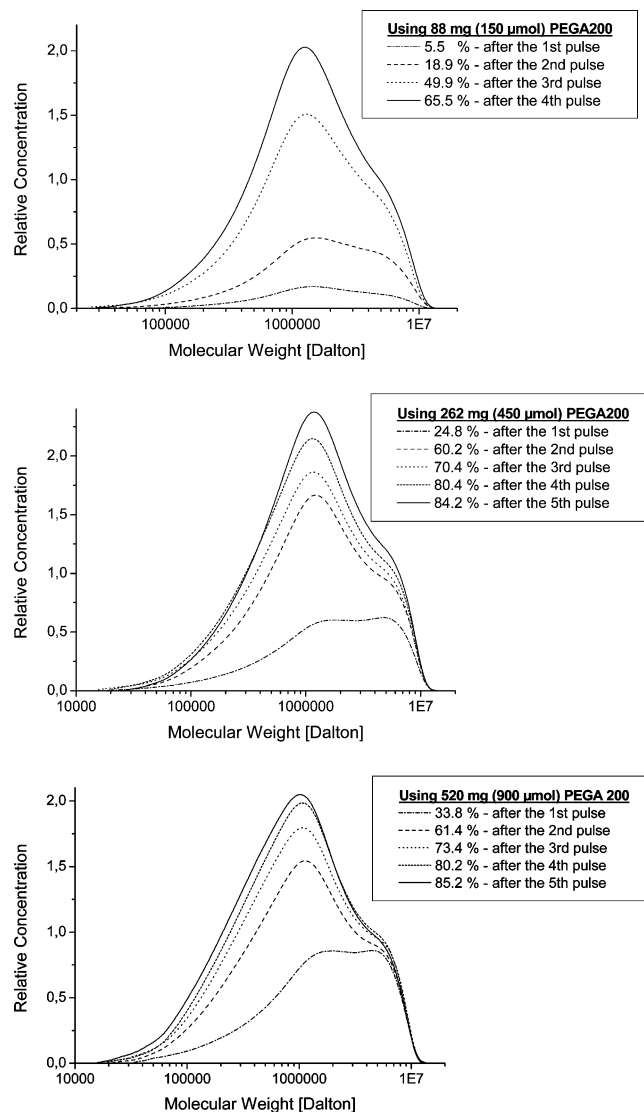 Using 88 mg (150 µmol) PEGA200
5.5 % - after the 1st pulse
18.9 % - after the 2nd pulse
49.9 % - after the 3rd pulse
65.5 % - after the 4th pulse
Relative Concentration
2,0
1,5
1,0
0,5
0,0
100000 1000000 1E7
Molecular Weight [Dalton]
Using 262 mg (450 µmol) PEGA200
24.8 % - after the 1st pulse
60.2 % - after the 2nd pulse
70.4 % - after the 3rd pulse
80.4 % - after the 4th pulse
84.2 % - after the 5th pulse
Relative Concentration
2,0
1,5
1,0
0,5
0,0
10000 100000 1000000 1E7
Molecular Weight [Dalton]
Using 520 mg (900 µmol) PEGA 200
33.8 % - after the 1st pulse
61.4 % - after the 2nd pulse
73.4 % - after the 3rd pulse
80.2 % - after the 4th pulse
85.2 % - after the 5th pulse
Relative Concentration
2,0
1,5
1,0
0,5
0,0
10000 100000 1000000 1E7
Molecular Weight [Dalton]